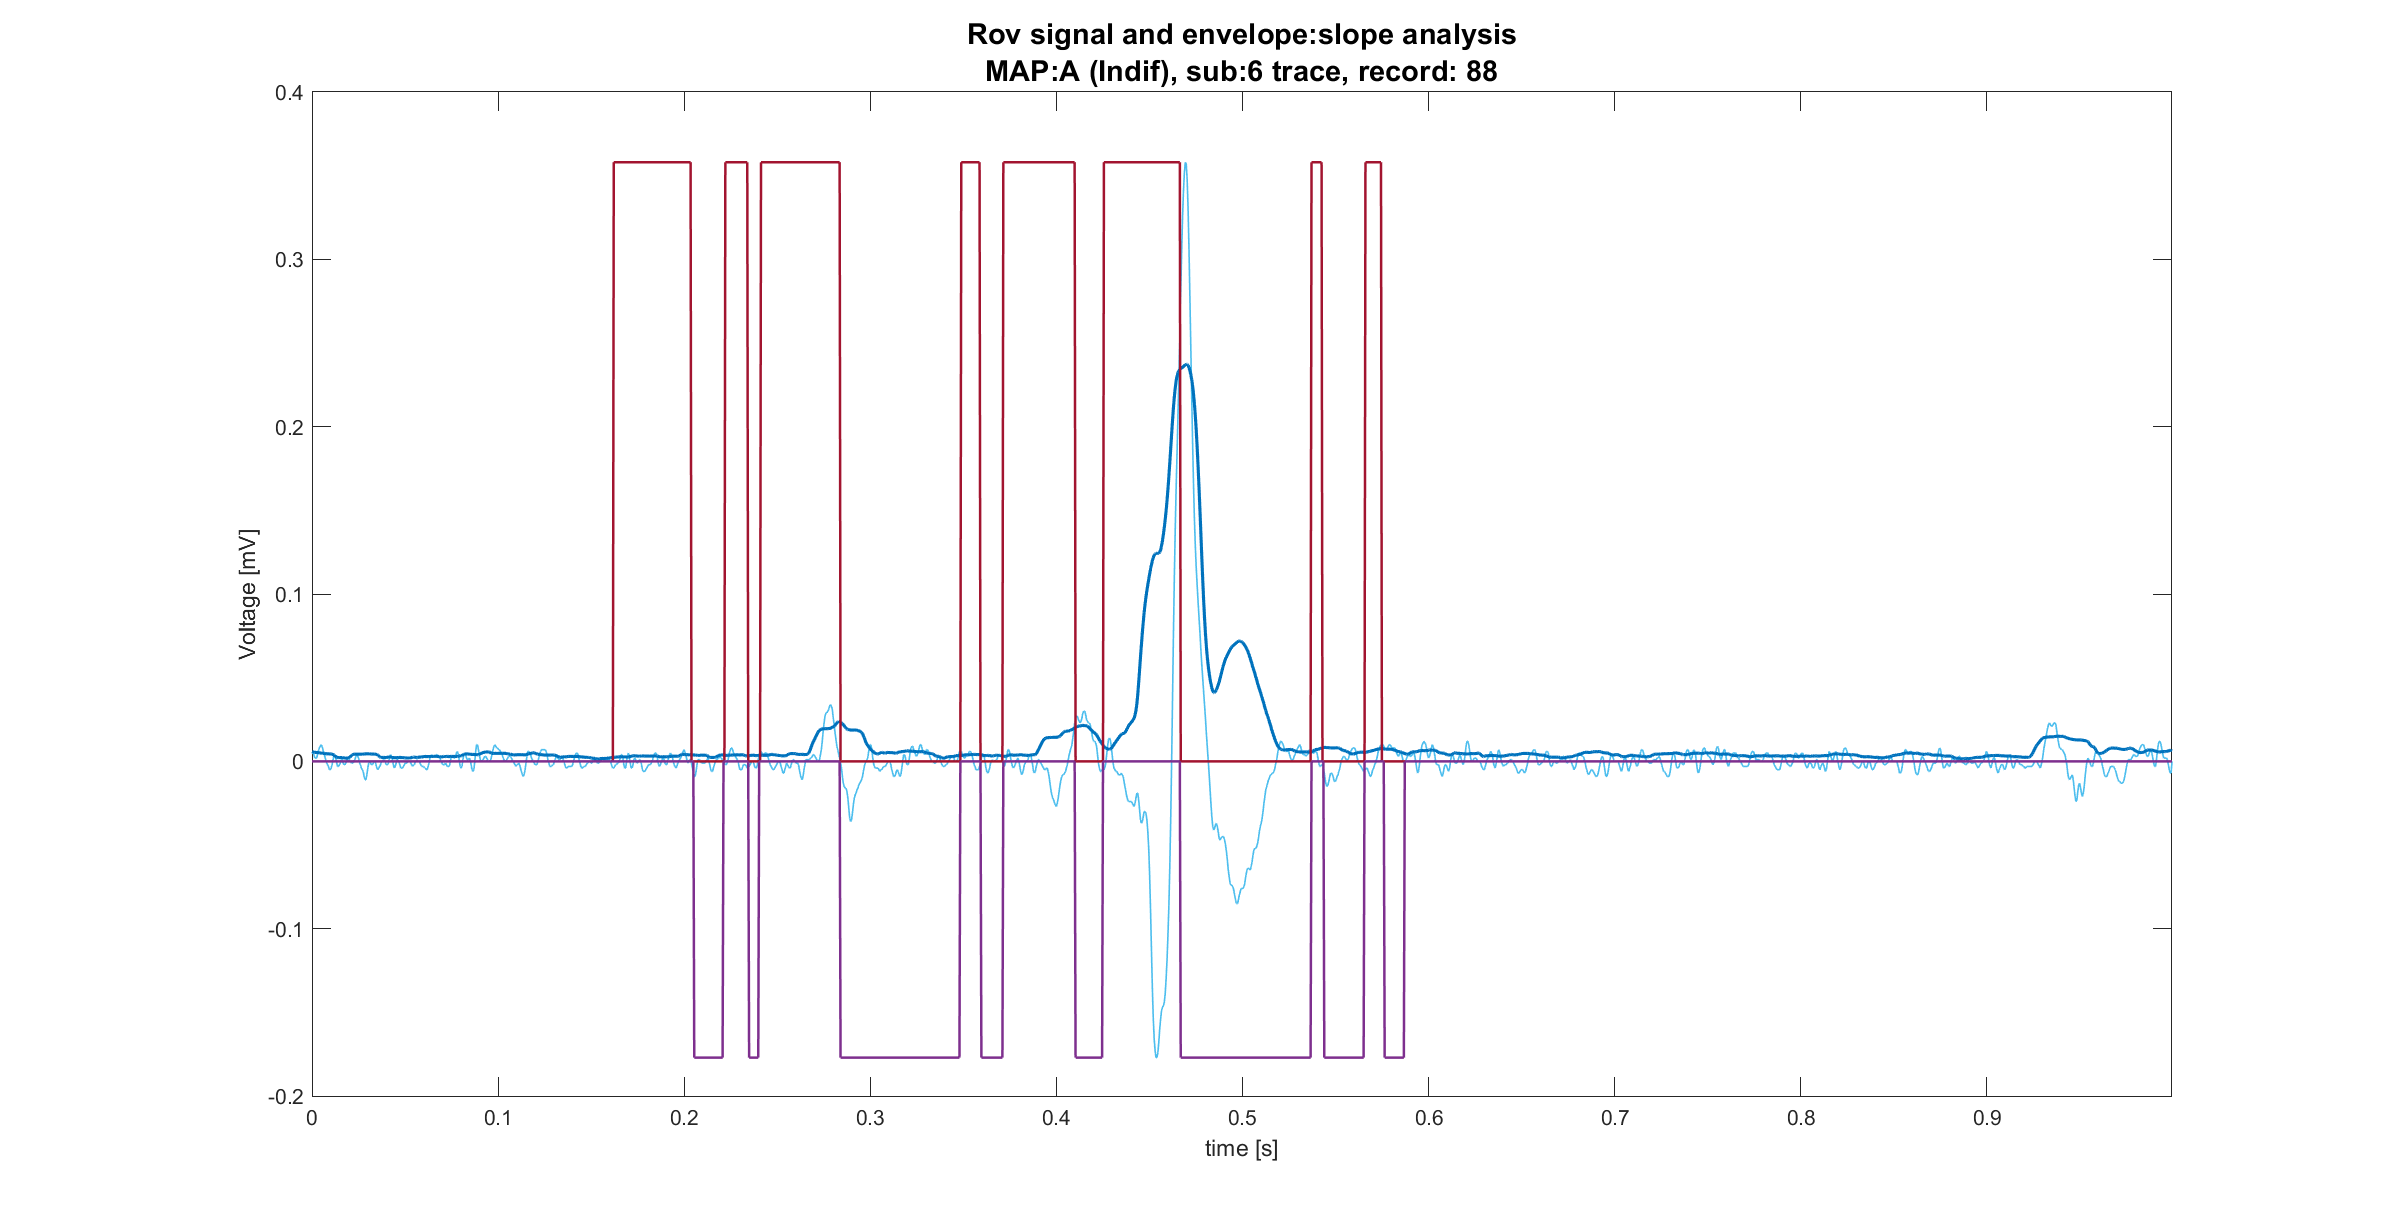 Rov signal and envelope:slope analysis
MAP:A (Indif), sub:6 trace, record: 88
0.4
0.3
0.2
0.1
0
-0.1
-0.2
Voltage [mV]
0 0.1 0.2 0.3 0.4 0.5 0.6 0.7 0.8 0.9
time [s]